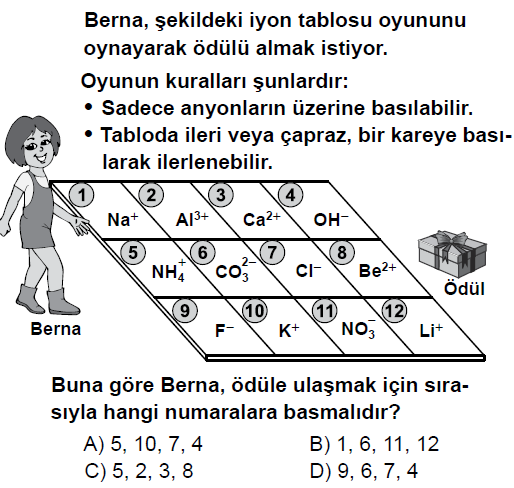 Berna, şekildeki iyon tablosu oyununu
oynayarak ödülü almak istiyor.
Oyunun kuralları şunlardır:
• Sadece anyonların üzerine basılabilir.
• Tabloda ileri veya çapraz, bir kareye bası-
larak ilerlenebilir.
1 2 3 4
Na⁺ Al³⁺ Ca²⁺ OH⁻
5 6 7 8
NH₄⁺ CO₃²⁻ Cl⁻ Be²⁺
9 10 11 12
F⁻ K⁺ NO₃⁻ Li⁺
Berna
Ödül
Buna göre Berna, ödüle ulaşmak için sıra-
sıyla hangi numaralara basmalıdır?
A) 5, 10, 7, 4 B) 1, 6, 11, 12
C) 5, 2, 3, 8 D) 9, 6, 7, 4